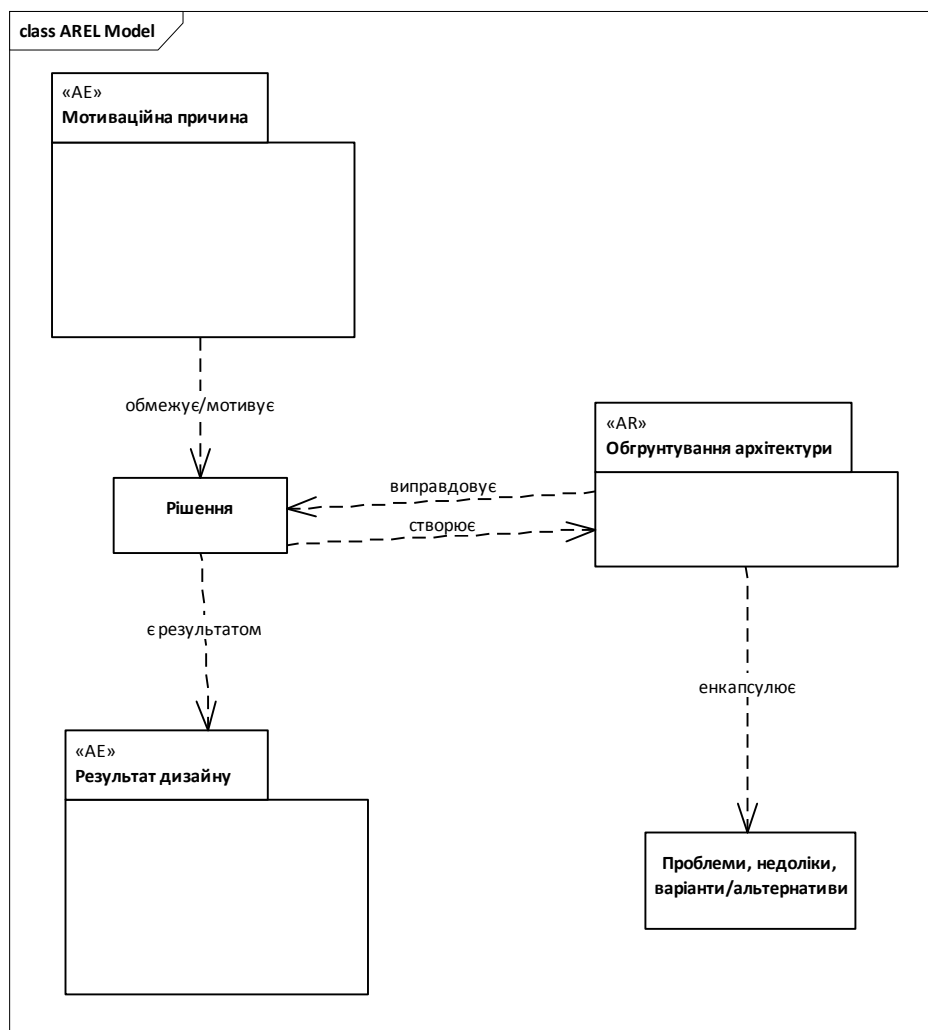 class AREL Model
«AE»
Мотиваційна причина
обмежує/мотивує
«AR»
Обгрунтування архітектури
виправдовує
Рішення
створює
є результатом
енкапсулює
«AE»
Результат дизайну
Проблеми, недоліки,
варіанти/альтернативи